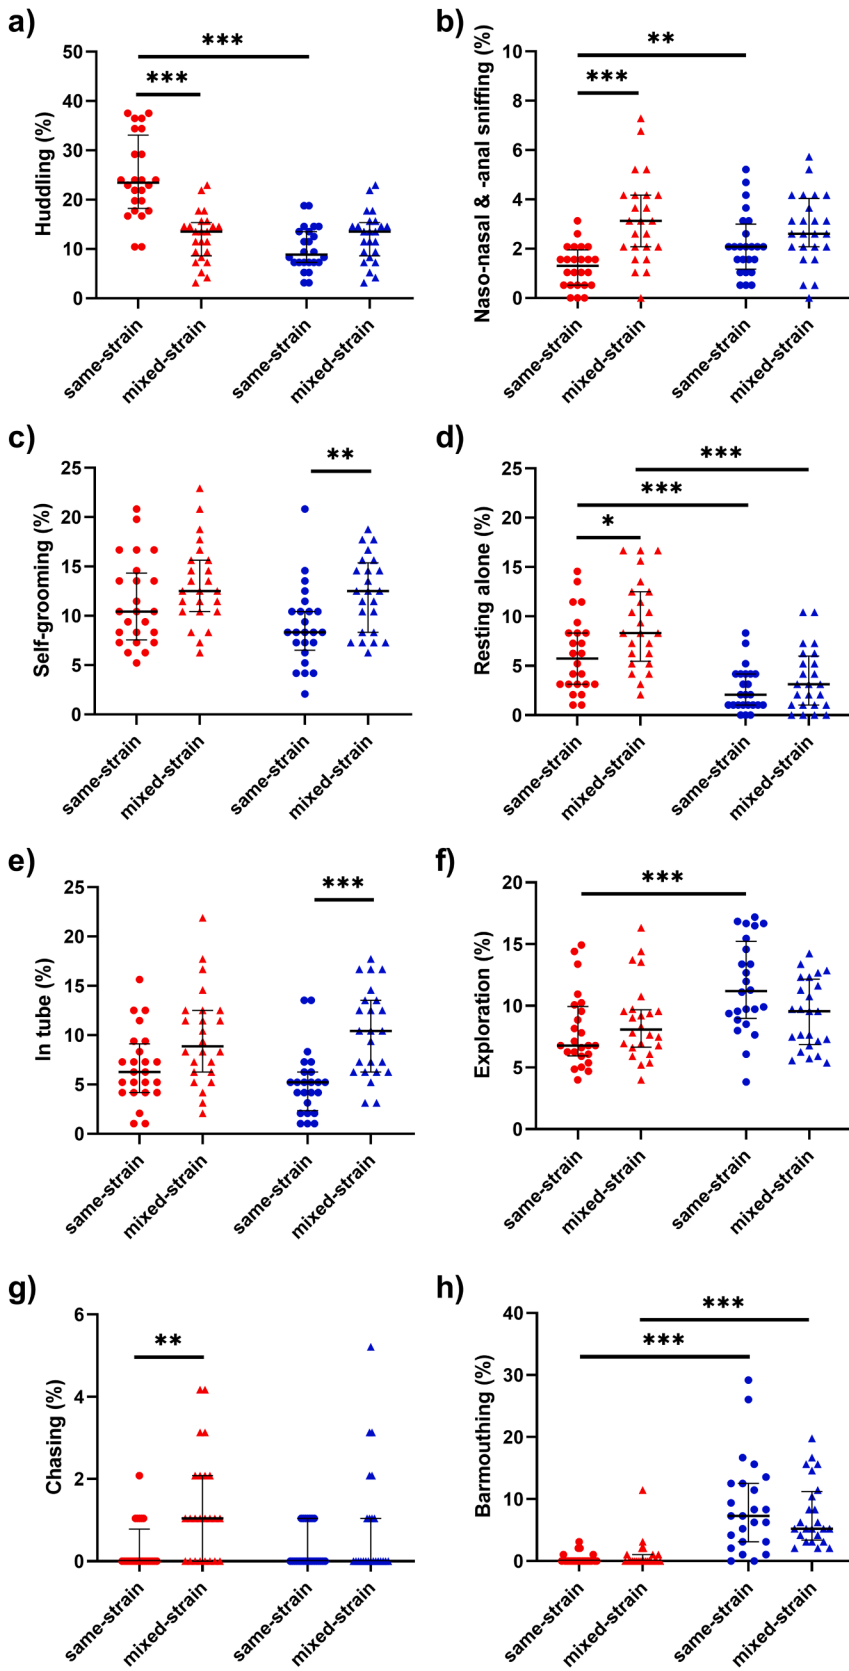 a)
Huddling (%)
50
40
30
20
10
0
***
***
same-strain
mixed-strain
same-strain
mixed-strain
b)
Naso-nasal & -anal sniffing (%)
10
8
6
4
2
0
**
***
same-strain
mixed-strain
same-strain
mixed-strain
c)
Self-grooming (%)
25
20
15
10
5
0
**
same-strain
mixed-strain
same-strain
mixed-strain
d)
Resting alone (%)
25
20
15
10
5
0
***
***
*
same-strain
mixed-strain
same-strain
mixed-strain
e)
In tube (%)
25
20
15
10
5
0
***
same-strain
mixed-strain
same-strain
mixed-strain
f)
Exploration (%)
20
15
10
5
0
***
same-strain
mixed-strain
same-strain
mixed-strain
g)
Chasing (%)
6
4
2
0
**
same-strain
mixed-strain
same-strain
mixed-strain
h)
Barmouthing (%)
40
30
20
10
0
***
***
same-strain
mixed-strain
same-strain
mixed-strain